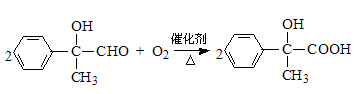 OH OH
2 C CHO + O₂ 催化剂 △ 2 C COOH
CH₃ CH₃